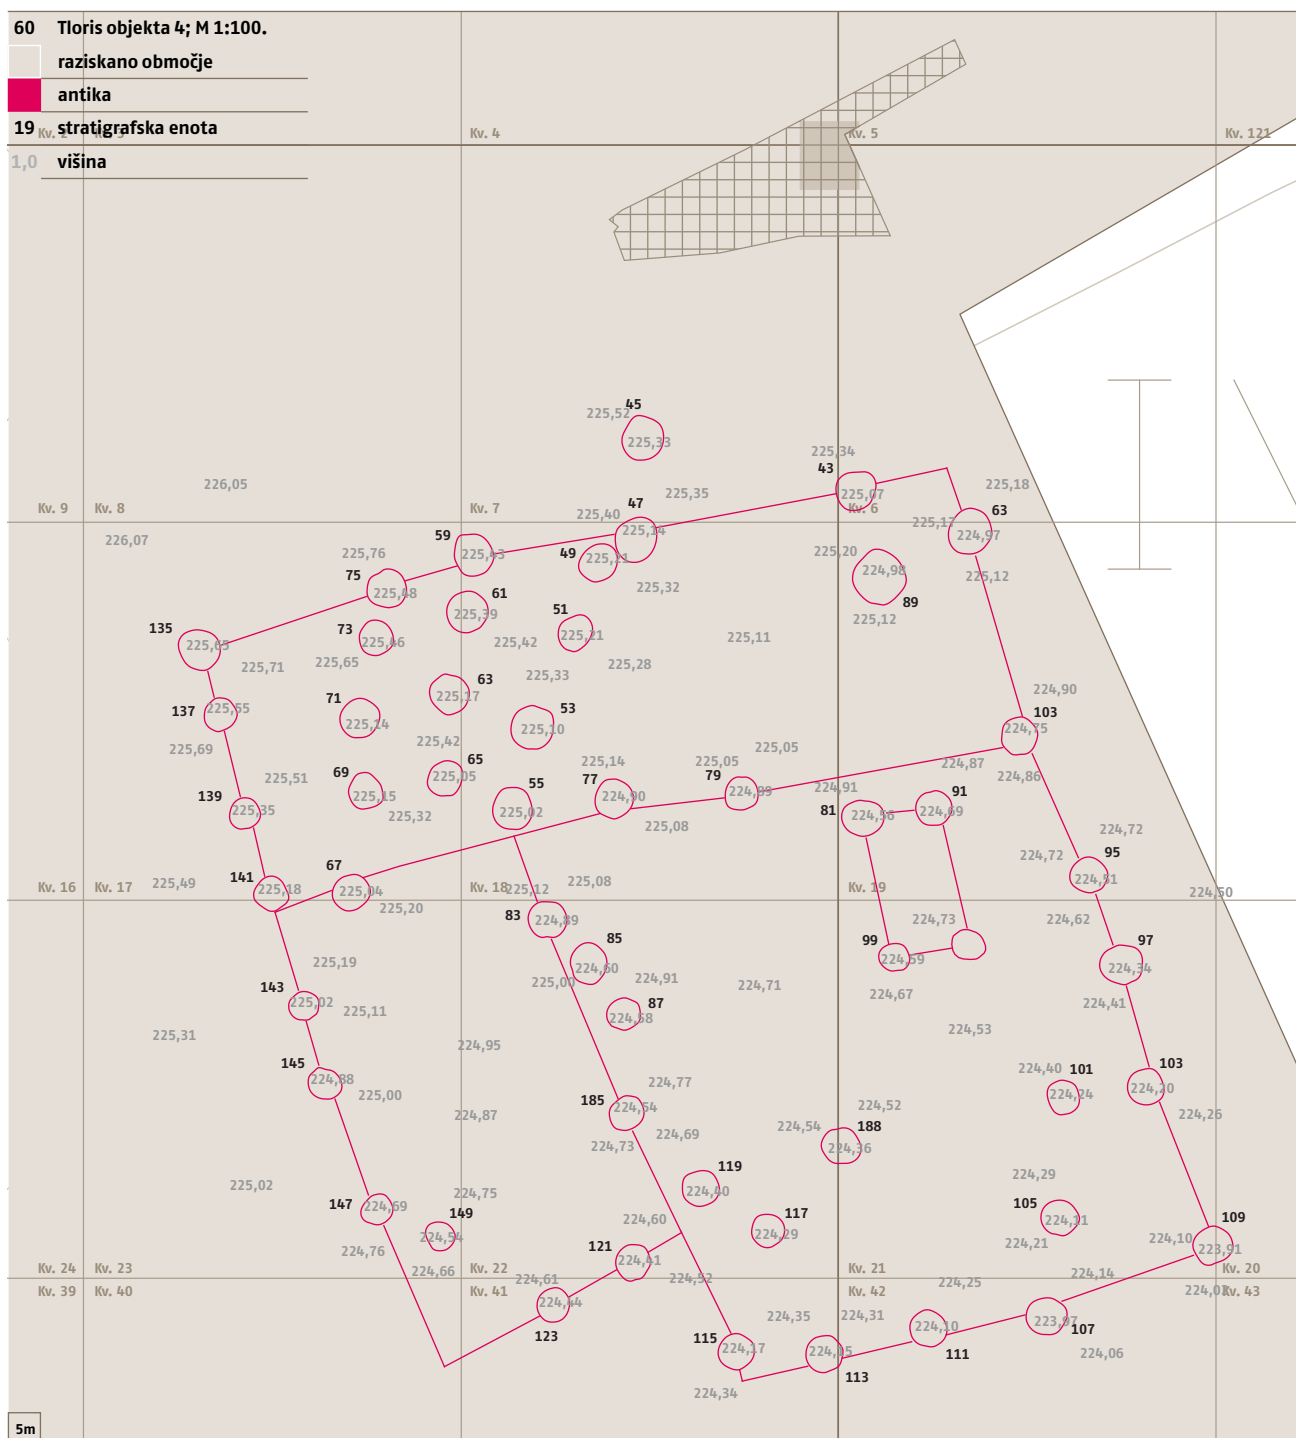 60 Tloris objekta 4; M 1:100.
raziskano območje
antika
19 stratigrafska enota
1,0 višina
Kv. 2 Kv. 3 Kv. 4 Kv. 5 Kv. 121
45
225,52
225,33
225,34
43
226,05 225,35 225,07 225,18
47
Kv. 9 Kv. 8 Kv. 7 Kv. 6
225,40 63
225,14 225,17
59 224,97
226,07 225,76 225,43 49 225,21 225,20
75 224,98 225,12
225,48 61 225,32 89
225,39 51 225,12
135 73 225,21 225,11
225,65 225,46 225,42
225,71 225,65 225,28
225,33
63 224,90
71 225,17 53 103
137 225,55 225,14 225,10 224,75
225,69 225,42 225,05
65 225,14 225,05 224,87
225,51 69 225,05 77 79 224,86
55 224,89 224,91 91
139 225,15 224,90 81 224,69
225,35 225,32 225,02 224,56
225,08 224,72
224,72 95
67 224,51
141 225,49 225,08
Kv. 16 Kv. 17 225,18 225,04 Kv. 18 225,12 Kv. 19 224,50
225,20
83 224,89 224,73 224,62
85 99 97
225,19 224,60 224,59 224,34
225,00 224,91 224,71
143 224,67
225,02 87 224,41
225,11 224,58
225,31 224,53
224,95
145 224,40 101 103
224,88 224,77 224,24 224,20
225,00 185 224,54 224,52 224,26
224,87 224,54 188
224,69
224,73 224,36
119 224,29
225,02 224,75 224,40
147 224,69 149 117 105
224,60 224,11 109
224,54 224,29
224,76 121 224,21 224,10 223,91
224,66 224,41
Kv. 24 Kv. 23 Kv. 22 Kv. 21 Kv. 20
224,61 224,52 224,25 224,14
Kv. 39 Kv. 40 Kv. 41 Kv. 42 Kv. 43
224,44 224,35 224,31
123 224,10 223,97 107
115 224,17 224,15 111 224,06
113
224,34
5m